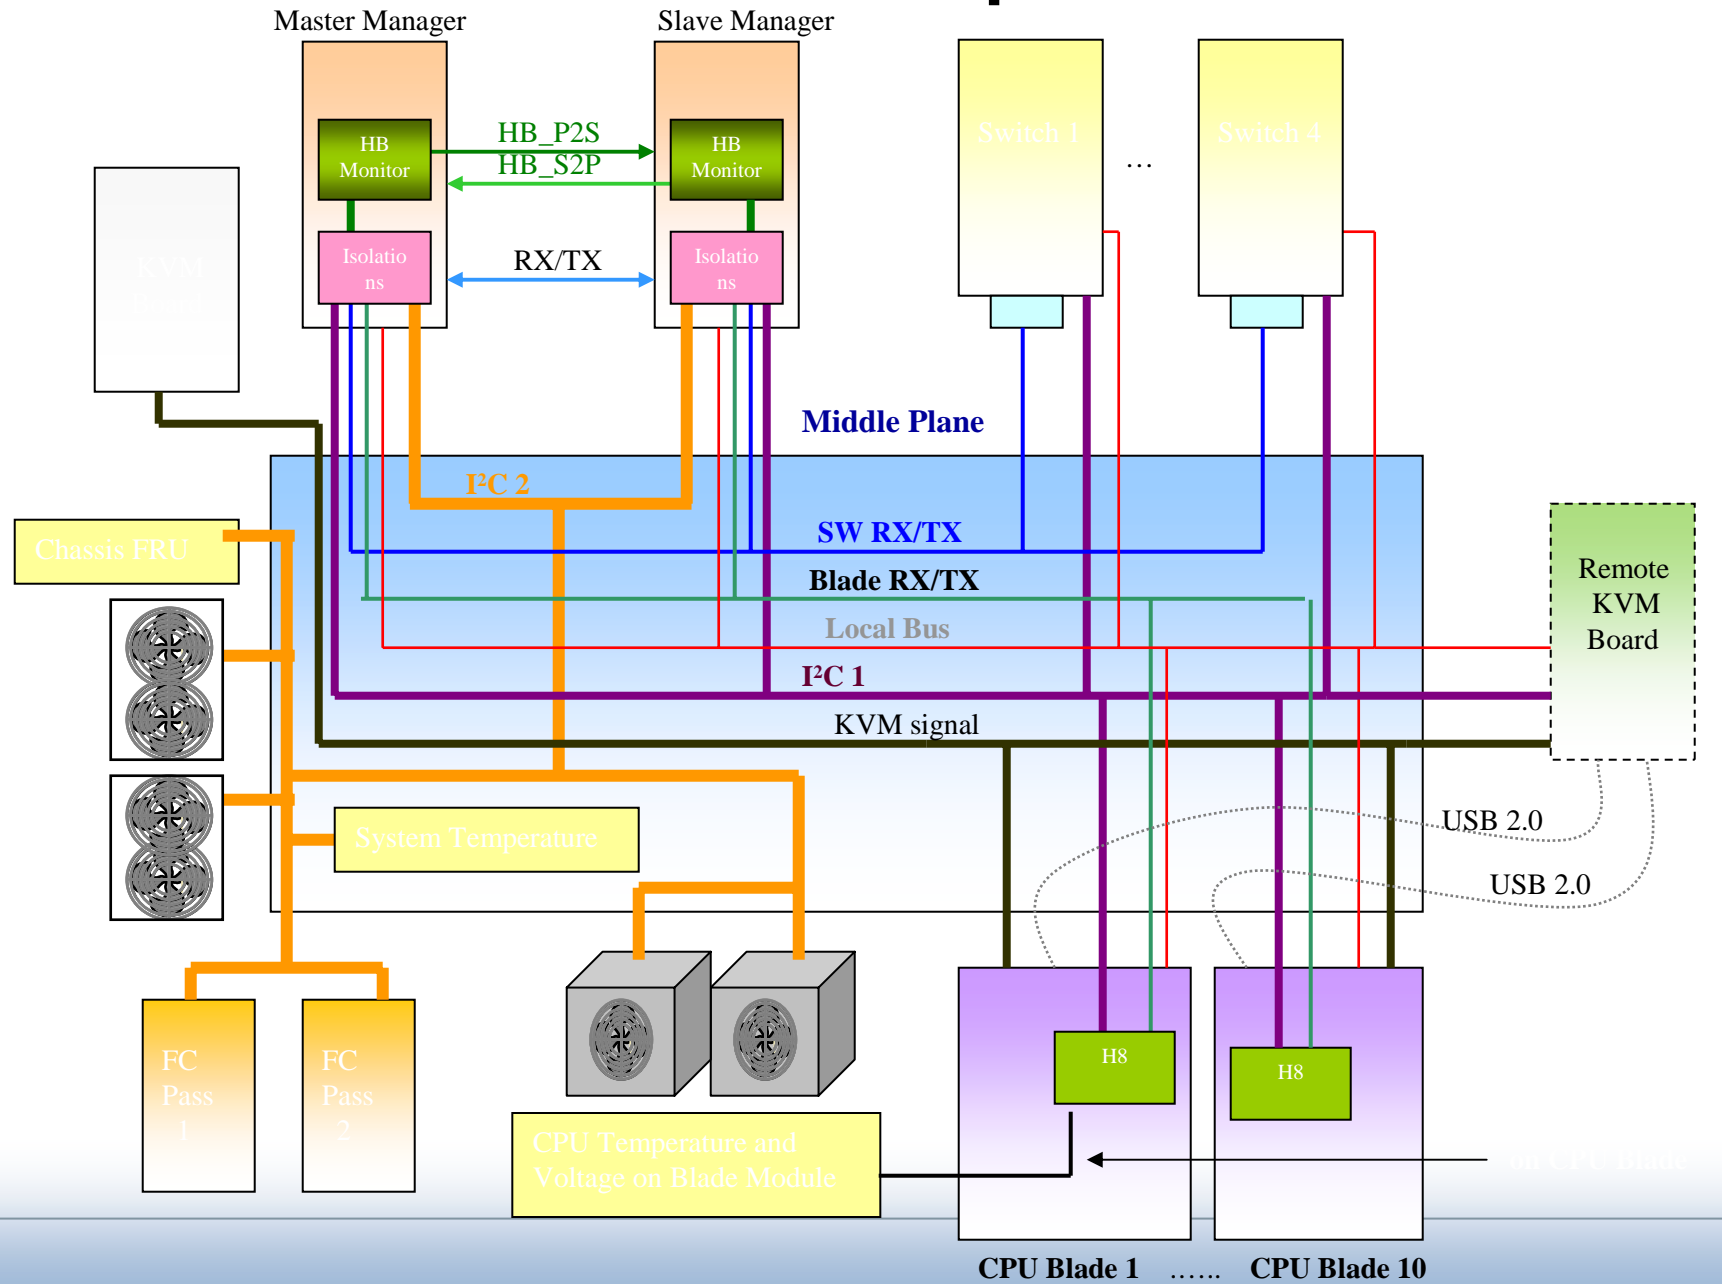 Master Manager
Slave Manager
HB
Monitor
HB_P2S
HB_S2P
HB
Monitor
Switch 1
…
Switch 4
Isolatio
ns
RX/TX
Isolatio
ns
KVM
Middle Plane
I²C 2
SW RX/TX
Chassis FRU
Blade RX/TX
Remote
KVM
Board
Local Bus
I²C 1
KVM signal
System Temperature
USB 2.0
USB 2.0
FC
Pass
1
FC
Pass
2
H8
H8
CPU Temperature and
Voltage on Blade Module
CPU Blade 1 …… CPU Blade 10